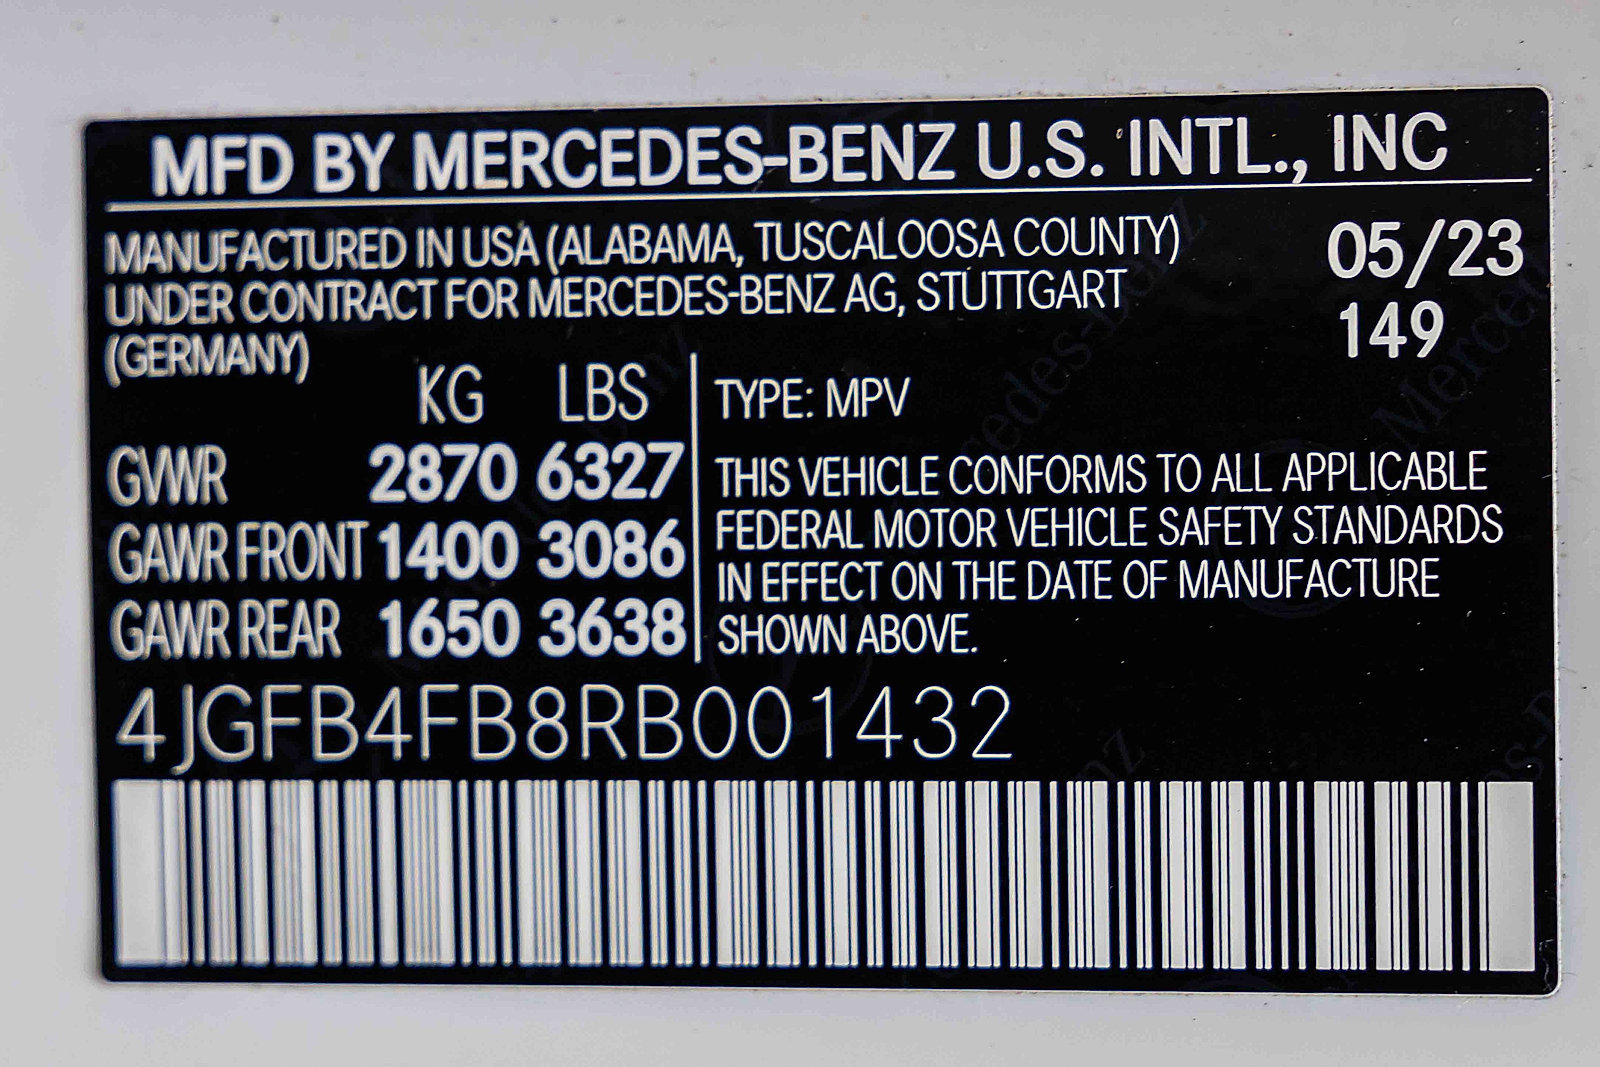 MFD BY MERCEDES-BENZ U.S. INTL., INC
MANUFACTURED IN USA (ALABAMA, TUSCALOOSA COUNTY)
UNDER CONTRACT FOR MERCEDES-BENZ AG, STUTTGART
(GERMANY)
05/23
149
KG LBS
GVWR 2870 6327
GAWR FRONT 1400 3086
GAWR REAR 1650 3638
TYPE: MPV
THIS VEHICLE CONFORMS TO ALL APPLICABLE
FEDERAL MOTOR VEHICLE SAFETY STANDARDS
IN EFFECT ON THE DATE OF MANUFACTURE
SHOWN ABOVE.
4JGFB4FB8RB001432